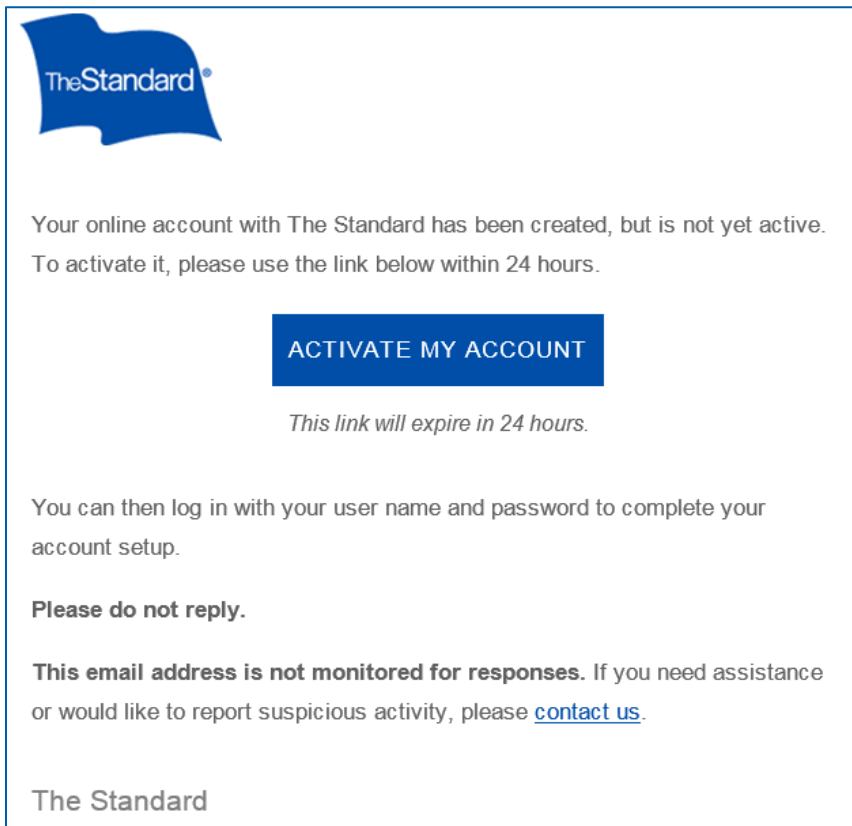 TheStandard®
Your online account with The Standard has been created, but is not yet active.
To activate it, please use the link below within 24 hours.
ACTIVATE MY ACCOUNT
This link will expire in 24 hours.
You can then log in with your user name and password to complete your
account setup.
Please do not reply.
This email address is not monitored for responses. If you need assistance
or would like to report suspicious activity, please contact us.
The Standard